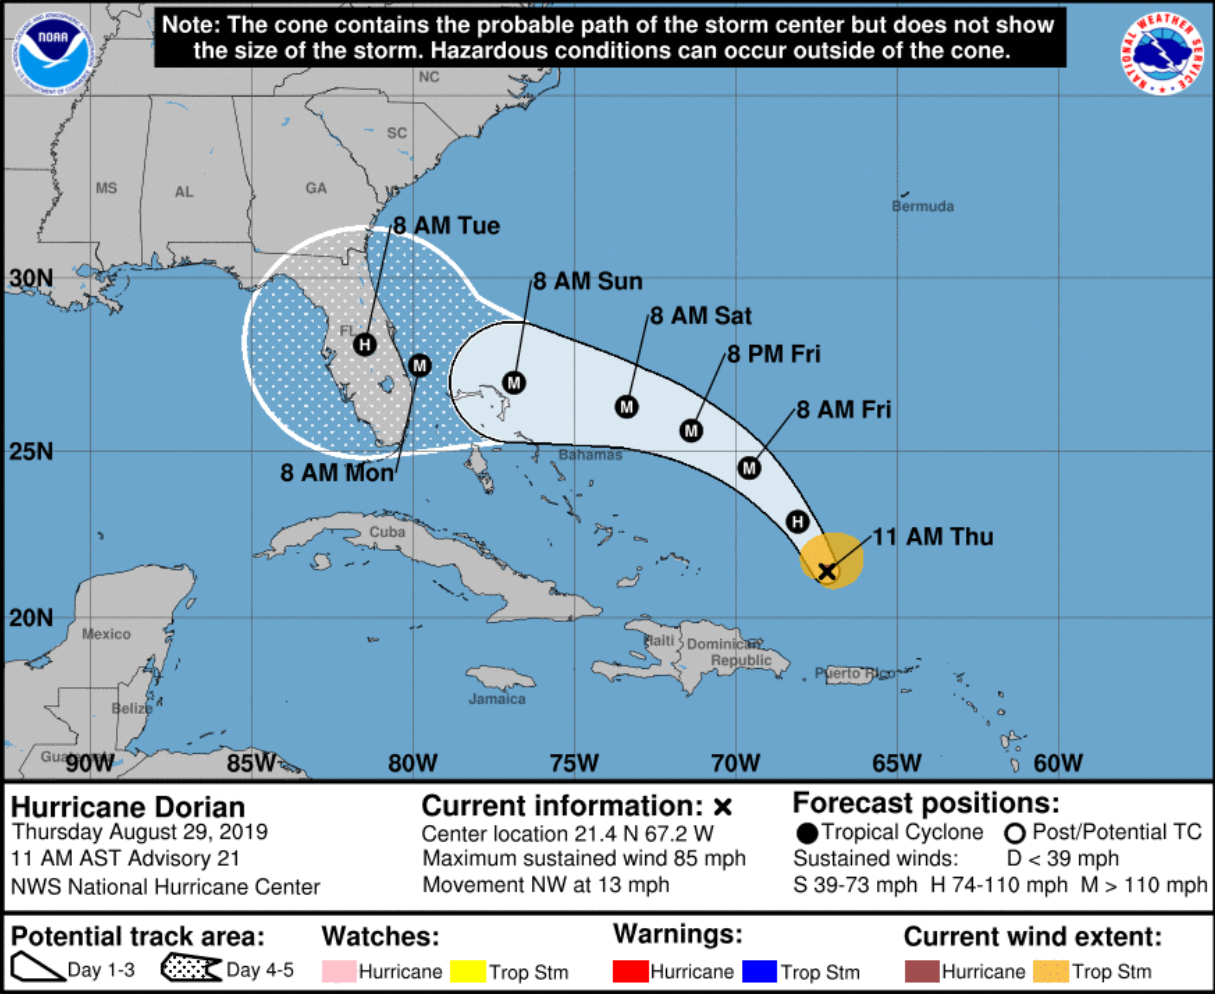 Note: The cone contains the probable path of the storm center but does not show
the size of the storm. Hazardous conditions can occur outside of the cone.
NOAA
NATIONAL WEATHER SERVICE
NC
SC
MS
AL
GA
Bermuda
8 AM Tue
30N
8 AM Sun
8 AM Sat
FL
H
M
8 PM Fri
M
M
8 AM Fri
M
25N
Bahamas
8 AM Mon
M
H
11 AM Thu
Cuba
20N
Mexico
Haiti
Dominican
Republic
Puerto Rico
Jamaica
Belize
Guatemala
90W
85W
80W
75W
70W
65W
60W
Hurricane Dorian
Thursday August 29, 2019
11 AM AST Advisory 21
NWS National Hurricane Center
Current information: ×
Center location 21.4 N 67.2 W
Maximum sustained wind 85 mph
Movement NW at 13 mph
Forecast positions:
Tropical Cyclone Post/Potential TC
Sustained winds: D < 39 mph
S 39-73 mph H 74-110 mph M > 110 mph
Potential track area:
Day 1-3 Day 4-5
Watches:
Hurricane Trop Stm
Warnings:
Hurricane Trop Stm
Current wind extent:
Hurricane Trop Stm